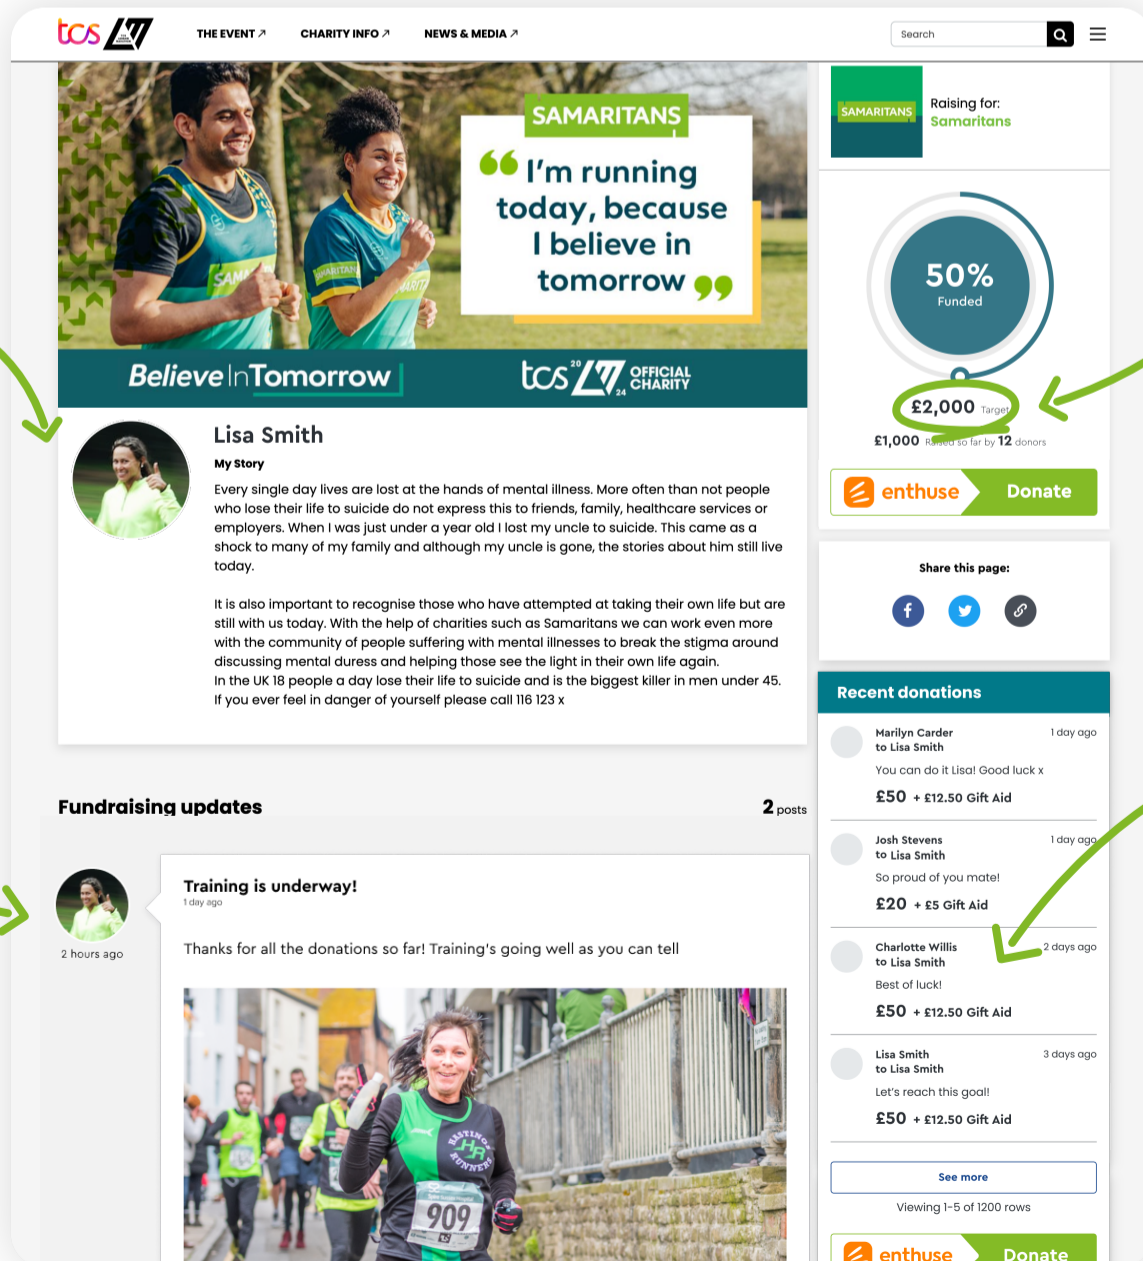 tcs
THE EVENT ↗
CHARITY INFO ↗
NEWS & MEDIA ↗
Search
SAMARITANS
“I'm running
today, because
I believe in
tomorrow”
SAMA
SAMARITAN
MARIT
BelieveInTomorrow
tcs 20 24 OFFICIAL
CHARITY
Lisa Smith
My Story
Every single day lives are lost at the hands of mental illness. More often than not people
who lose their life to suicide do not express this to friends, family, healthcare services or
employers. When I was just under a year old I lost my uncle to suicide. This came as a
shock to many of my family and although my uncle is gone, the stories about him still live
today.
It is also important to recognise those who have attempted at taking their own life but are
still with us today. With the help of charities such as Samaritans we can work even more
with the community of people suffering with mental illnesses to break the stigma around
discussing mental duress and helping those see the light in their own life again.
In the UK 18 people a day lose their life to suicide and is the biggest killer in men under 45.
If you ever feel in danger of yourself please call 116 123 x
Fundraising updates
2 posts
Training is underway!
1 day ago
2 hours ago
Thanks for all the donations so far! Training's going well as you can tell
HASTINGS
HR
RUNNERS
909
SAMARITANS
Raising for:
Samaritans
50%
Funded
£2,000 Target
£1,000 Raised so far by 12 donors
enthuse
Donate
Share this page:
Recent donations
Marilyn Carder
1 day ago
to Lisa Smith
You can do it Lisa! Good luck x
£50 + £12.50 Gift Aid
Josh Stevens
1 day ago
to Lisa Smith
So proud of you mate!
£20 + £5 Gift Aid
Charlotte Willis
2 days ago
to Lisa Smith
Best of luck!
£50 + £12.50 Gift Aid
Lisa Smith
3 days ago
to Lisa Smith
Let's reach this goal!
£50 + £12.50 Gift Aid
See more
Viewing 1-5 of 1200 rows
enthuse
Donate